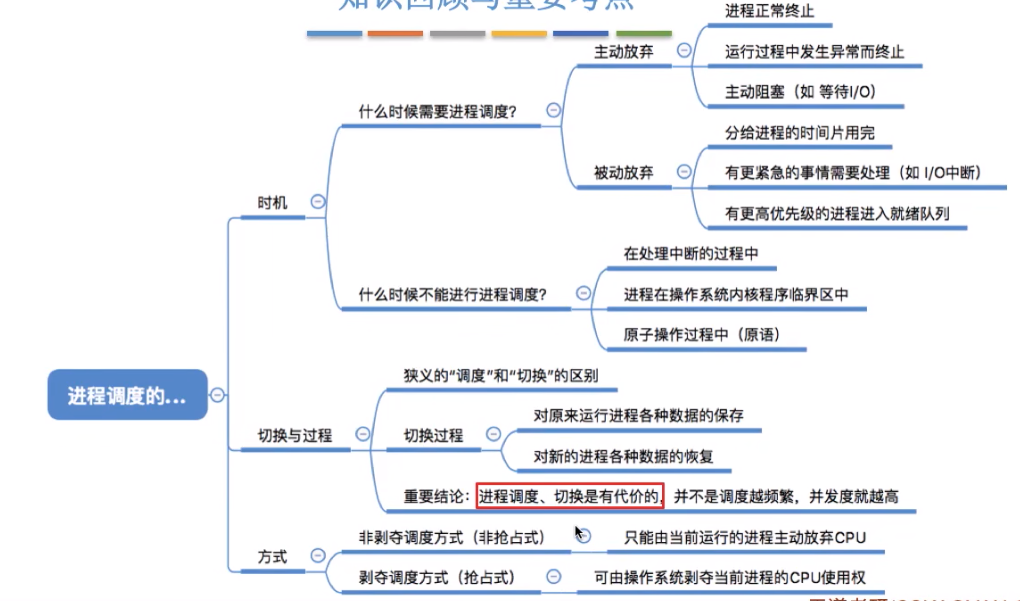 知识回顾与重要考点
进程调度的...
时机
什么时候需要进程调度？
主动放弃
进程正常终止
运行过程中发生异常而终止
主动阻塞（如 等待I/O）
被动放弃
分给进程的时间片用完
有更紧急的事情需要处理（如 I/O中断）
有更高优先级的进程进入就绪队列
什么时候不能进行进程调度？
在处理中断的过程中
进程在操作系统内核程序临界区中
原子操作过程中（原语）
切换与过程
狭义的“调度”和“切换”的区别
切换过程
对原来运行进程各种数据的保存
对新的进程各种数据的恢复
重要结论：进程调度、切换是有代价的，并不是调度越频繁，并发度就越高
方式
非剥夺调度方式（非抢占式）
只能由当前运行的进程主动放弃CPU
剥夺调度方式（抢占式）
可由操作系统剥夺当前进程的CPU使用权